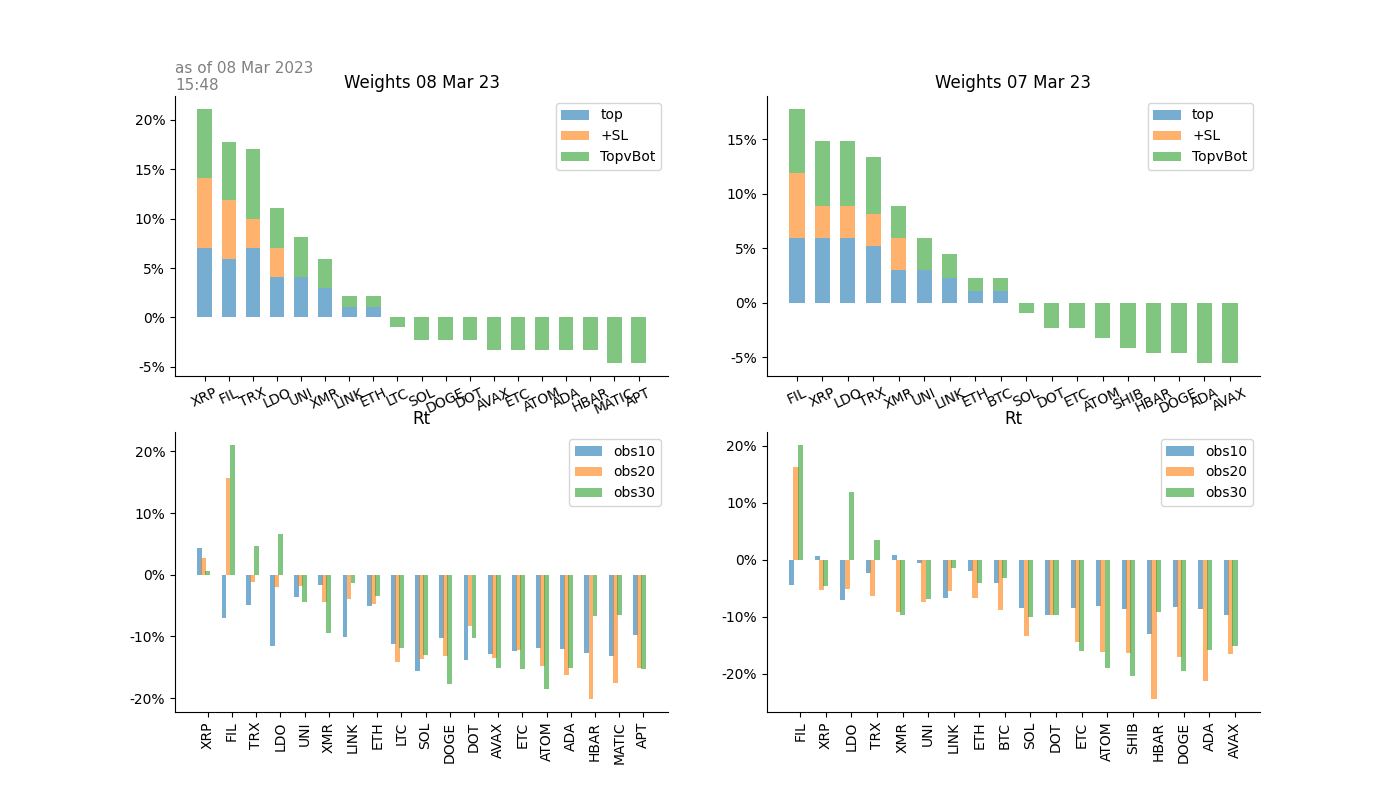 as of 08 Mar 2023
15:48
Weights 08 Mar 23
20%
15%
10%
5%
0%
-5%
top
+SL
TopvBot
XRP FIL TRX LDO UNI XMR LINK ETH LTC SOL DOGE DOT AVAX ETC ATOM ADA HBAR MATIC APT
Weights 07 Mar 23
15%
10%
5%
0%
-5%
top
+SL
TopvBot
FIL XRP LDO TRX XMR UNI LINK ETH BTC SOL DOT ETC ATOM SHIB HBAR DOGE ADA AVAX
Rt
20%
10%
0%
-10%
-20%
obs10
obs20
obs30
XRP FIL TRX LDO UNI XMR LINK ETH LTC SOL DOGE DOT AVAX ETC ATOM ADA HBAR MATIC APT
Rt
20%
10%
0%
-10%
-20%
obs10
obs20
obs30
FIL XRP LDO TRX XMR UNI LINK ETH BTC SOL DOT ETC ATOM SHIB HBAR DOGE ADA AVAX